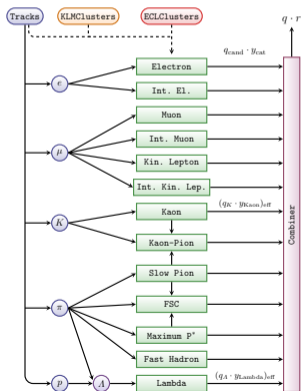 Tracks KLMClusters ECLClusters q · r
q_cand · y_cat
e Electron
Int. El.
Muon
μ Int. Muon
Kin. Lepton
Int. Kin. Lep.
K Kaon (q_K · y_Kaon)_eff
Kaon-Pion
Combiner
Slow Pion
π FSC
Maximum P*
Fast Hadron
p Λ Lambda (q_Λ · y_Lambda)_eff